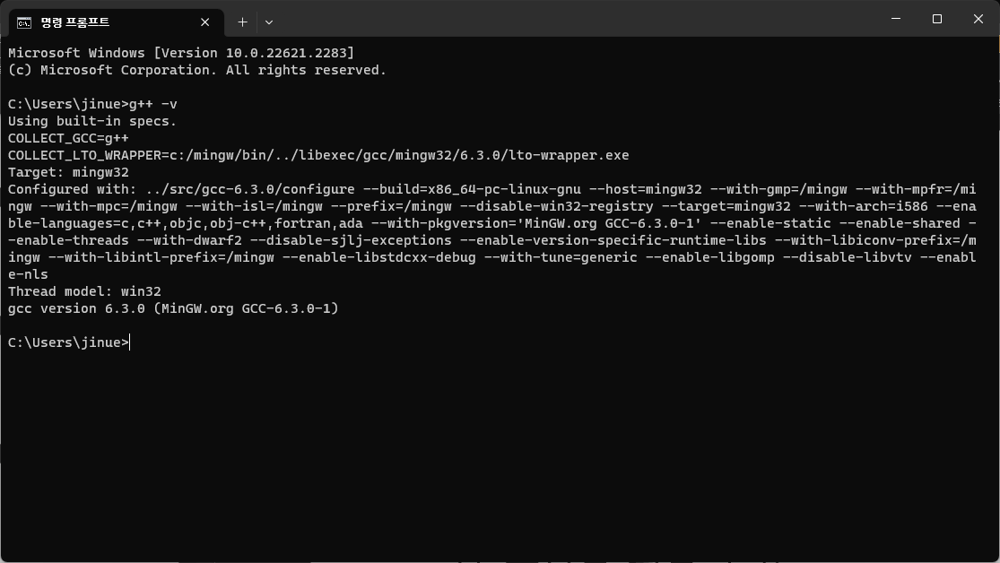 명령 프롬프트
Microsoft Windows [Version 10.0.22621.2283]
(c) Microsoft Corporation. All rights reserved.
C:\Users\jinue>g++ -v
Using built-in specs.
COLLECT_GCC=g++
COLLECT_LTO_WRAPPER=c:/mingw/bin/../libexec/gcc/mingw32/6.3.0/lto-wrapper.exe
Target: mingw32
Configured with: ../src/gcc-6.3.0/configure --build=x86_64-pc-linux-gnu --host=mingw32 --with-gmp=/mingw --with-mpfr=/mi
ngw --with-mpc=/mingw --with-isl=/mingw --prefix=/mingw --disable-win32-registry --target=mingw32 --with-arch=i586 --ena
ble-languages=c,c++,objc,obj-c++,fortran,ada --with-pkgversion='MinGW.org GCC-6.3.0-1' --enable-static --enable-shared -
-enable-threads --with-dwarf2 --disable-sjlj-exceptions --enable-version-specific-runtime-libs --with-libiconv-prefix=/m
ingw --with-libintl-prefix=/mingw --enable-libstdcxx-debug --with-tune=generic --enable-libgomp --disable-libvtv --enabl
e-nls
Thread model: win32
gcc version 6.3.0 (MinGW.org GCC-6.3.0-1)
C:\Users\jinue>